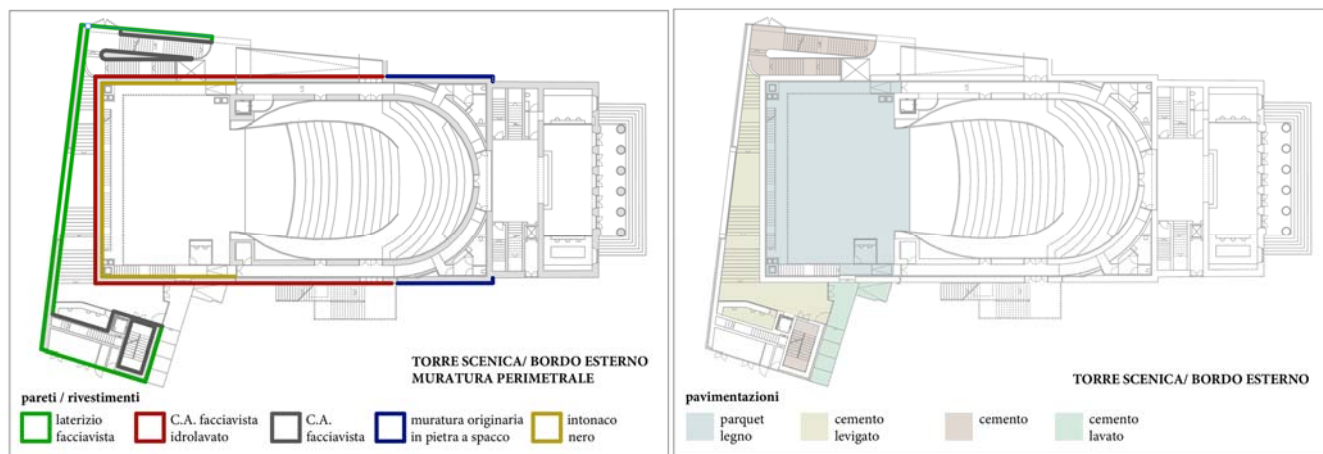 TORRE SCENICA/ BORDO ESTERNO
MURATURA PERIMETRALE
pareti / rivestimenti
laterizio
facciavista
C.A. facciavista
idrolavato
C.A.
facciavista
muratura originaria
in pietra a spacco
intonaco
nero
TORRE SCENICA/ BORDO ESTERNO
pavimentazioni
parquet
legno
cemento
levigato
cemento
cemento
lavato